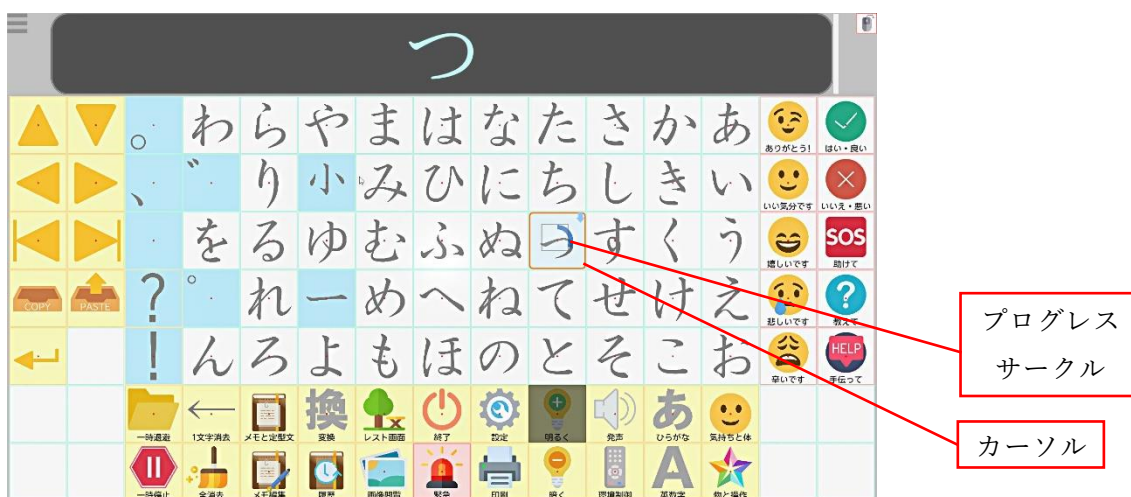 つ
。 わ ら や ま は な た さ か あ ありがとう! はい・良い
、 ゛ り 小 み ひ に ち し き い いい気分です いいえ・悪い
を る ゆ む ふ ぬ つ す く う 嬉しいです SOS 助けて
COPY PASTE ? ゜ れ ー め へ ね て せ け え 悲しいです ? 教えて
! ん ろ よ も ほ の と そ こ お 辛いです HELP 手伝って
一時退避 1文字消去 メモと定型文 換 変換 レスト画面 終了 設定 明るく 発声 あ ひらがな 気持ちと体
一時停止 全消去 メモ編集 履歴 画像閲覧 緊急 印刷 暗く 環境制御 A 英数字 物と操作
プログレス
サークル
カーソル